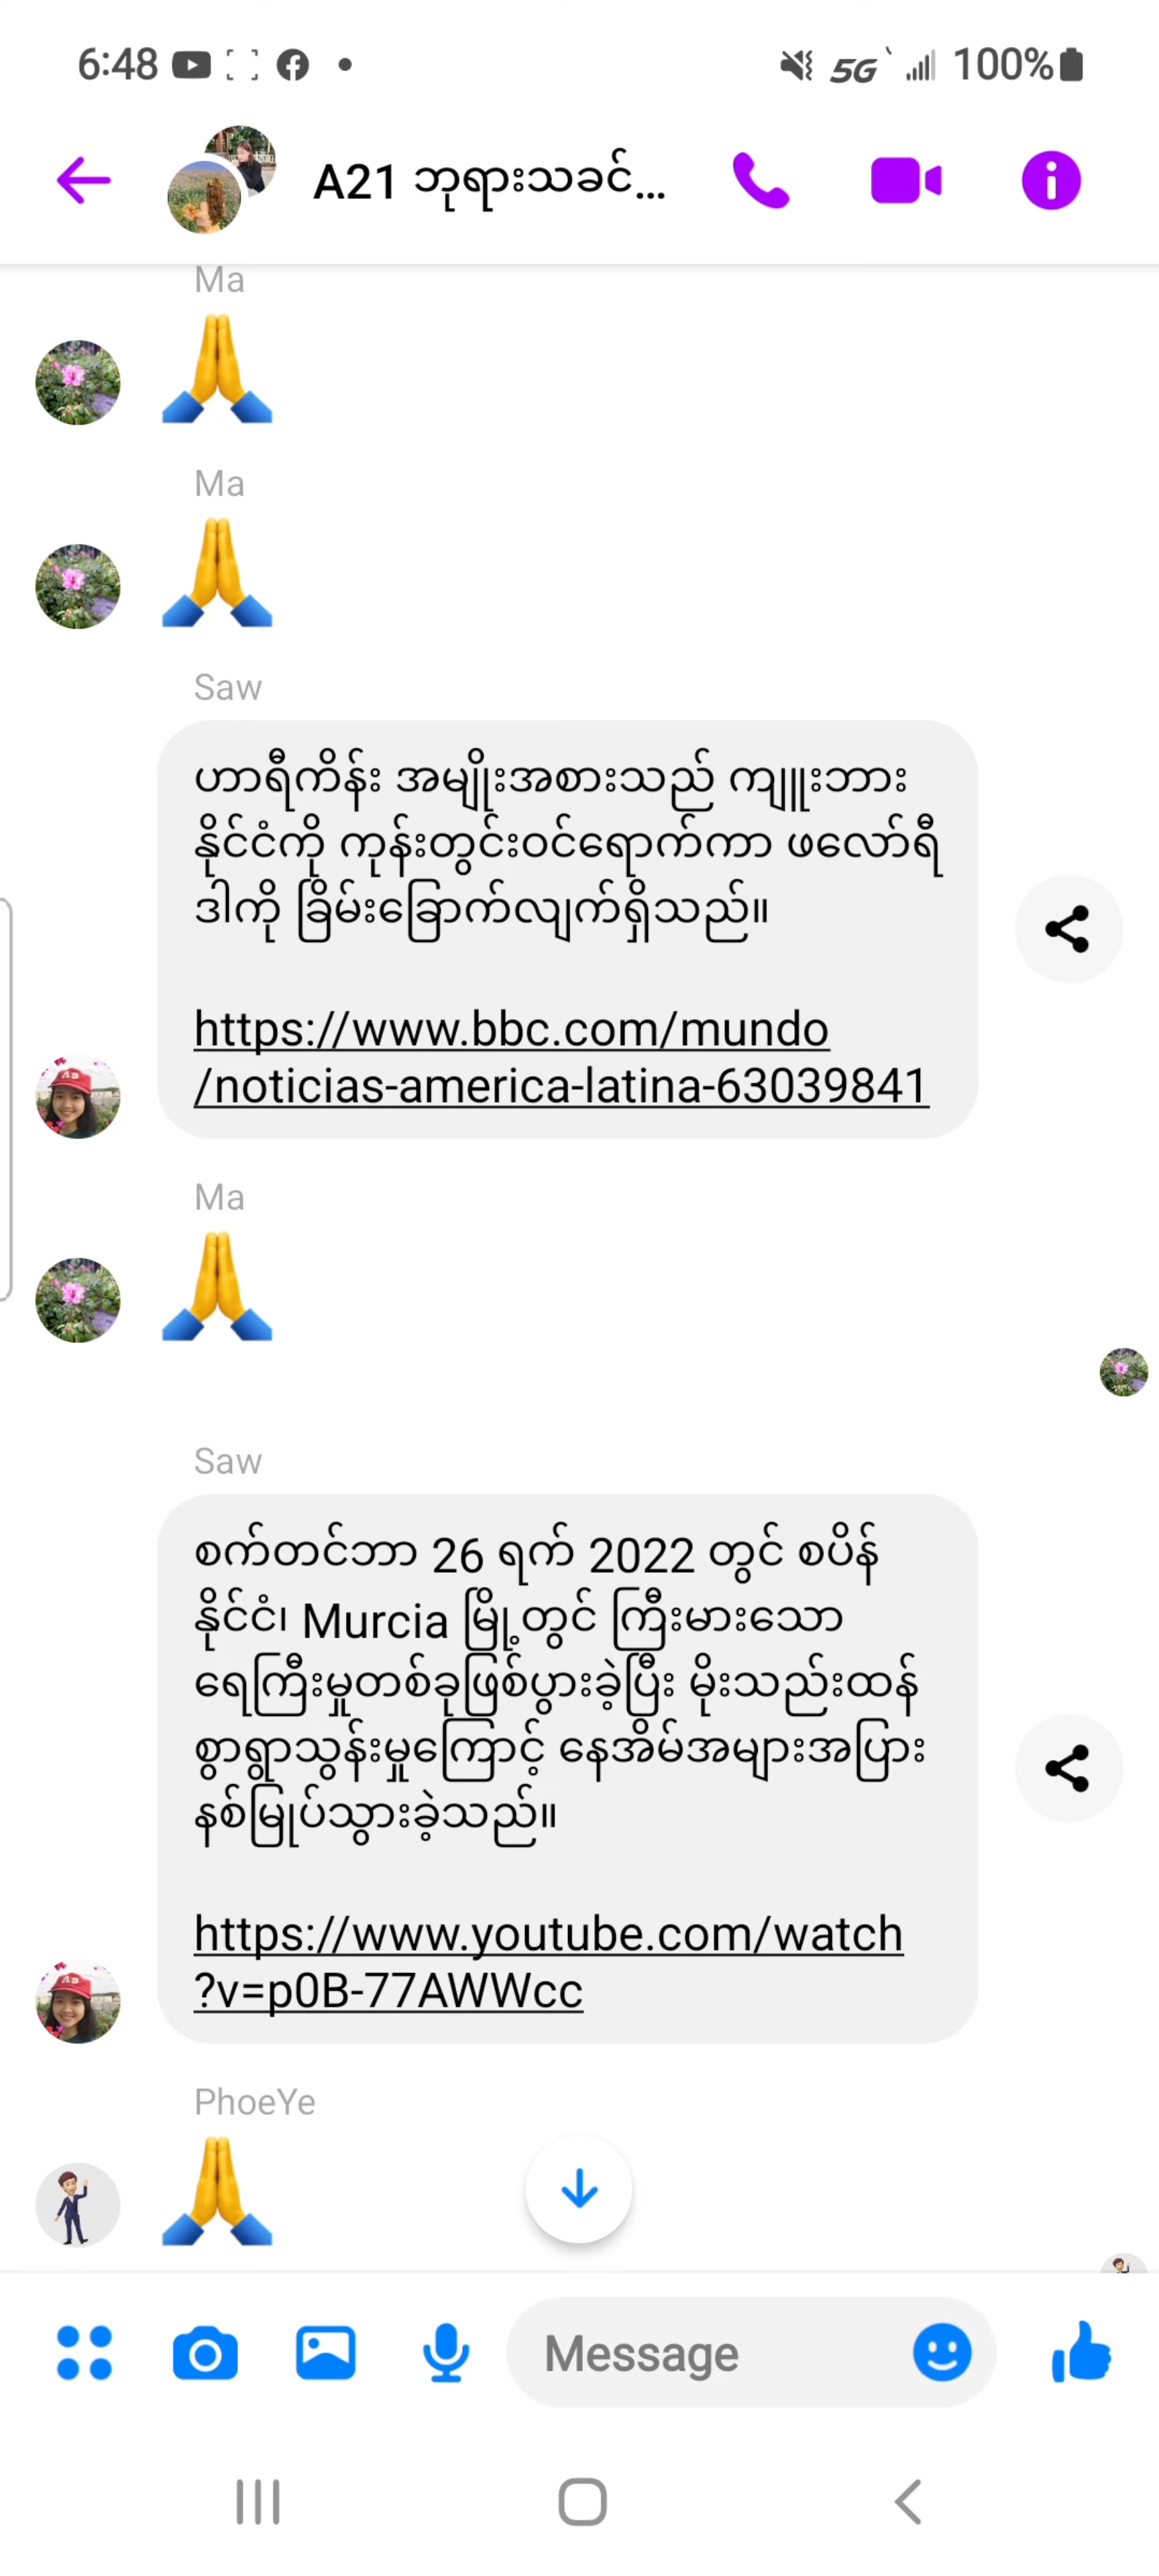 6:48
5G
100%
A21 ဘုရားသခင်...
Ma
Ma
Saw
ဟာရီကိန်း အမျိုးအစားသည် ကျူးဘား
နိုင်ငံကို ကုန်းတွင်းဝင်ရောက်ကာ ဖလော်ရီ
ဒါကို ခြိမ်းခြောက်လျက်ရှိသည်။
https://www.bbc.com/mundo
/noticias-america-latina-63039841
Ma
Saw
စက်တင်ဘာ 26 ရက် 2022 တွင် စပိန်
နိုင်ငံ၊ Murcia မြို့တွင် ကြီးမားသော
ရေကြီးမှုတစ်ခုဖြစ်ပွားခဲ့ပြီး မိုးသည်းထန်
စွာရွာသွန်းမှုကြောင့် နေအိမ်အများအပြား
နစ်မြုပ်သွားခဲ့သည်။
https://www.youtube.com/watch
?v=p0B-77AWWcc
PhoeYe
Message